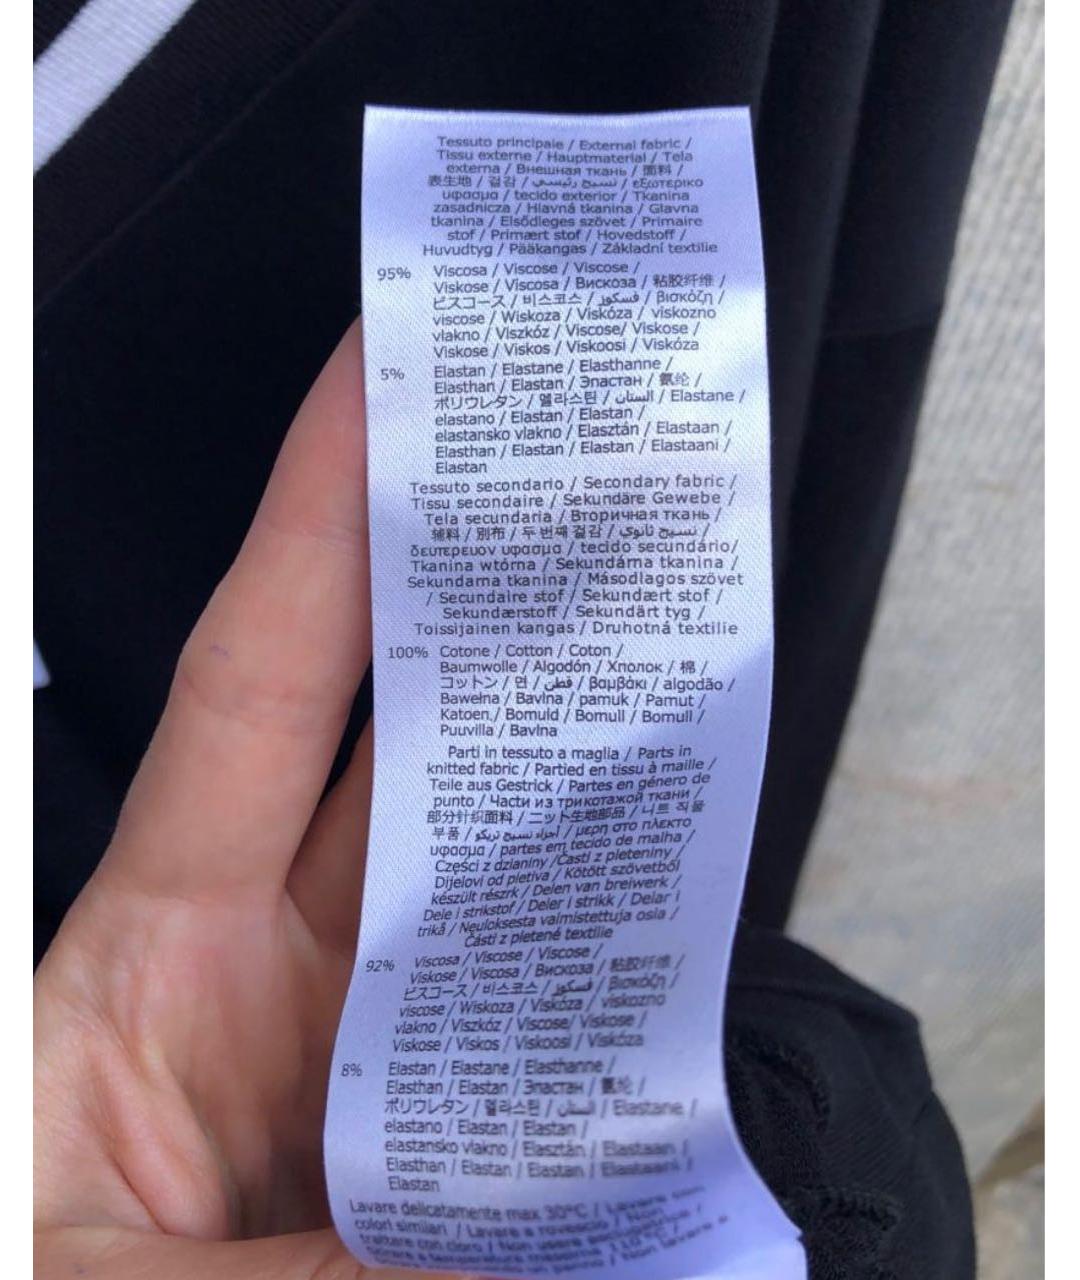 Tessuto principale / External fabric /
Tissu externe / Hauptmaterial / Tela
externa / Внешная ткань / 面料 /
表生地 / 겉감 / نسيج رئيسي / εξωτερικο
υφασμα / tecido exterior / Tkanina
zasadnicza / Hlavná tkanina / Glavna
tkanina / Elsődleges szövet / Primaire
stof / Primært stof / Hovedstoff /
Huvudtyg / Pääkangas / Základní textilie
95% Viscosa / Viscose / Viscose /
Viskose / Viscosa / Вискоза / 粘胶纤维 /
ビスコース / 비스코스 / فسكوز / βισκόζη /
viscose / Wiskoza / Viskóza / viskozno
vlakno / Viszkóz / Viscose/ Viskose /
Viskose / Viskos / Viskoosi / Viskóza
5% Elastan / Elastane / Elasthanne /
Elasthan / Elastan / Эластан / 氨纶 /
ポリウレタン / 엘라스틴 / الستان / Elastane /
elastano / Elastan / Elastan /
elastansko vlakno / Elasztán / Elastaan /
Elasthan / Elastan / Elastan / Elastaani /
Elastan
Tessuto secondario / Secondary fabric /
Tissu secondaire / Sekundäre Gewebe /
Tela secundaria / Вторичная ткань /
辅料 / 別布 / 두 번째 겉감 / نسيج ثانوي /
δευτερευον υφασμα / tecido secundário/
Tkanina wtórna / Sekundárna tkanina /
Sekundarna tkanina / Másodlagos szövet
/ Secundaire stof / Sekundært stof /
Sekundærstoff / Sekundärt tyg /
Toissijainen kangas / Druhotná textilie
100% Cotone / Cotton / Coton /
Baumwolle / Algodón / Хлопок / 棉 /
コットン / 면 / قطن / βαμβάκι / algodão /
Bawełna / Bavlna / pamuk / Pamut /
Katoen / Bomuld / Bomull / Bomull /
Puuvilla / Bavlna
Parti in tessuto a maglia / Parts in
knitted fabric / Partied en tissu à maille /
Teile aus Gestrick / Partes en género de
punto / Части из трикотажой ткани /
部分针织面料 / ニット生地部品 / 니트 직물
부품 / أجزاء نسيج تريكو / μερη στο πλεκτο
υφασμα / partes em tecido de malha /
Części z dzianiny /Časti z pleteniny /
Dijelovi od pletiva / Kötött szövetből
készült részrk / Delen van breiwerk /
Dele i strikstof / Deler i strikk / Delar i
trikå / Neuloksesta valmistettuja osia /
Části z pletené textilie
92% Viscosa / Viscose / Viscose /
Viskose / Viscosa / Вискоза / 粘胶纤维 /
ビスコース / 비스코스 / فسكوز / βισκόζη /
viscose / Wiskoza / Viskóza / viskozno
vlakno / Viszkóz / Viscose/ Viskose /
Viskose / Viskos / Viskoosi / Viskóza
8% Elastan / Elastane / Elasthanne /
Elasthan / Elastan / Эластан / 氨纶 /
ポリウレタン / 엘라스틴 / الستان / Elastane /
elastano / Elastan / Elastan /
elastansko vlakno / Elasztán / Elastaan /
Elasthan / Elastan / Elastan / Elastaani /
Elastan
Lavare delicatamente max 30°C / Lavare con
colori similari / Lavare a rovescio / Non
trattare con cloro / Non usare